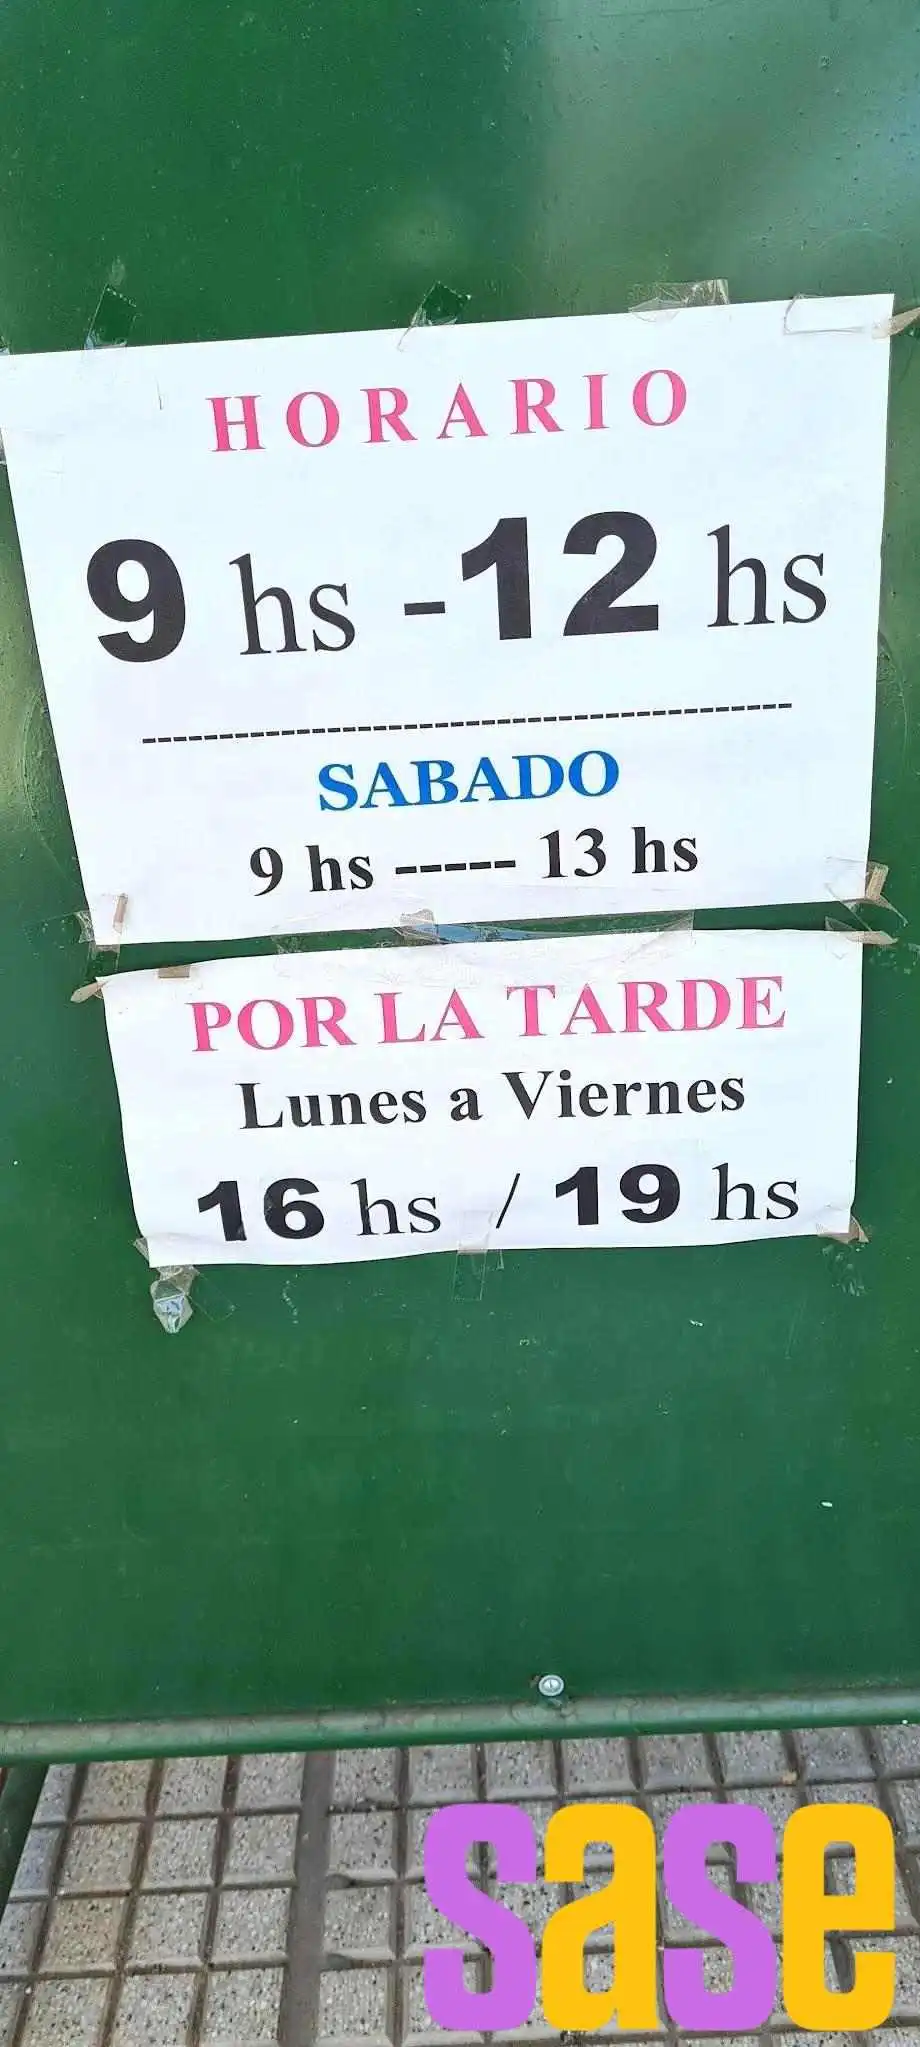 HORARIO
9 hs -12 hs
-----------------------------------------
SABADO
9 hs ----- 13 hs
POR LA TARDE
Lunes a Viernes
16 hs / 19 hs
sase